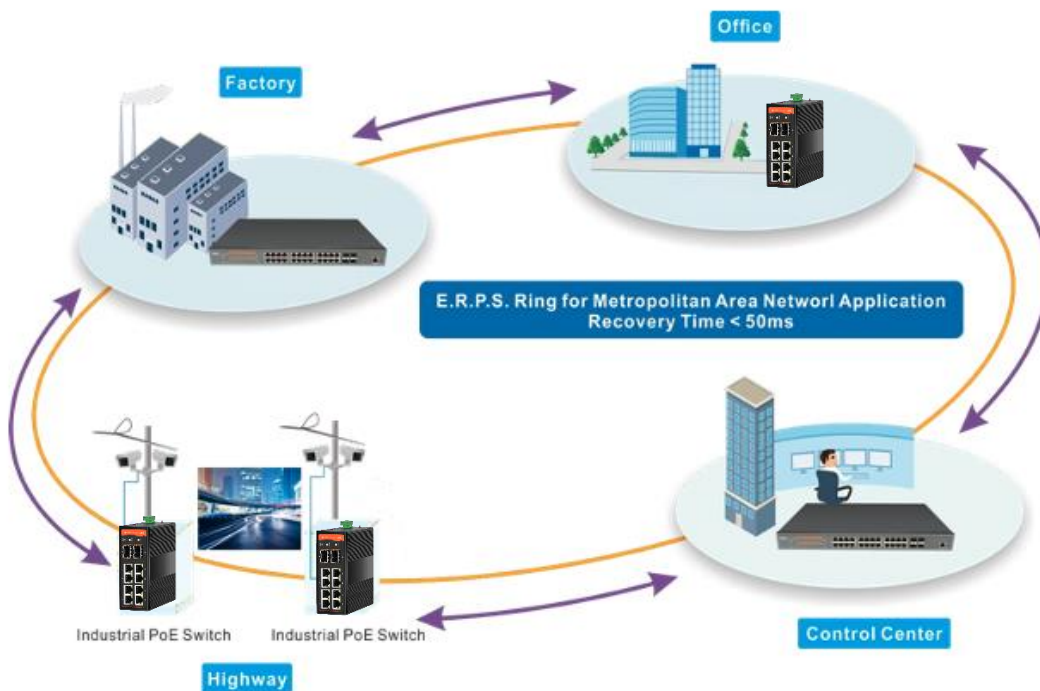 Office
Factory
E.R.P.S. Ring for Metropolitan Area Networl Application
Recovery Time < 50ms
Industrial PoE Switch
Industrial PoE Switch
Control Center
Highway